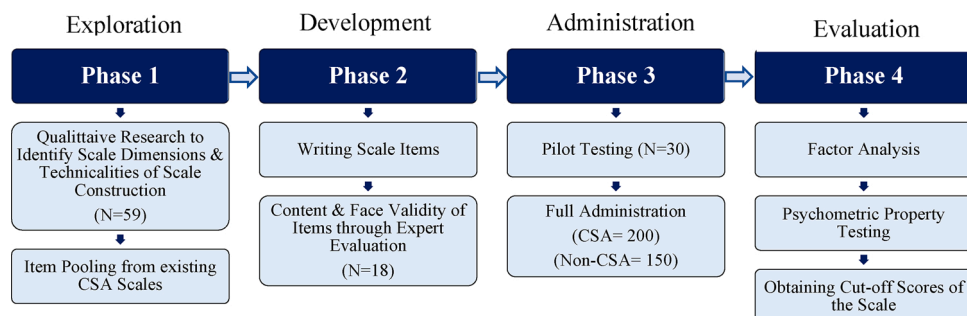 Exploration
Development
Administration
Evaluation
Phase 1
Phase 2
Phase 3
Phase 4
Qualittaive Research to
Identify Scale Dimensions &
Technicalities of Scale
Construction
(N=59)
Item Pooling from existing
CSA Scales
Writing Scale Items
Content & Face Validity of
Items through Expert
Evaluation
(N=18)
Pilot Testing (N=30)
Full Administration
(CSA= 200)
(Non-CSA= 150)
Factor Analysis
Psychometric Property
Testing
Obtaining Cut-off Scores of
the Scale